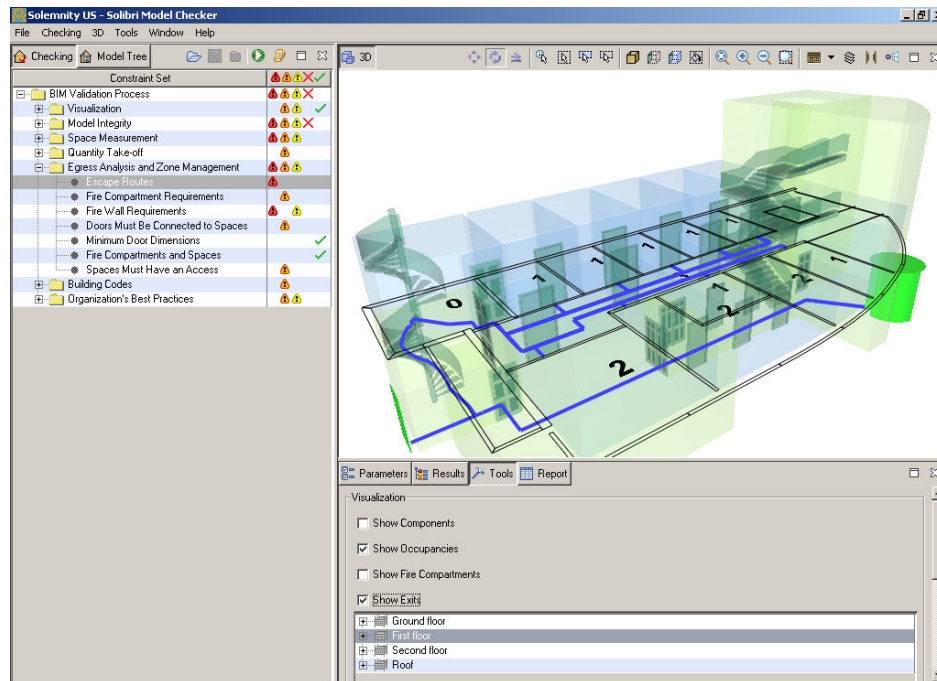 Solemnity US - Solibri Model Checker
File Checking 3D Tools Window Help
Checking Model Tree
3D
Constraint Set
BIM Validation Process
Visualization
Model Integrity
Space Measurement
Quantity Take-off
Egress Analysis and Zone Management
Escape Routes
Fire Compartment Requirements
Fire Wall Requirements
Doors Must Be Connected to Spaces
Minimum Door Dimensions
Fire Compartments and Spaces
Spaces Must Have an Access
Building Codes
Organization's Best Practices
0 1 1 1 1 1
2 2 1 2
Parameters Results Tools Report
Visualization
Show Components
Show Occupancies
Show Fire Compartments
Show Exits
Ground floor
First floor
Second floor
Roof